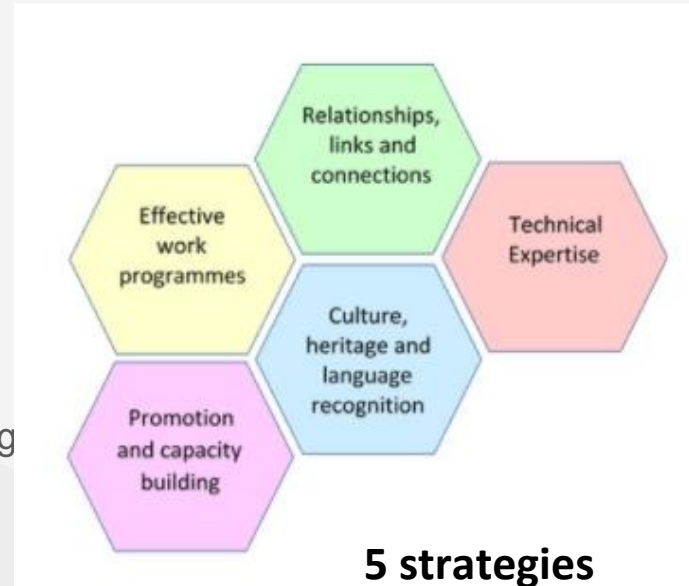 Relationships,
links and
connections
Effective
work
programmes
Technical
Expertise
Culture,
heritage and
language
recognition
Promotion
and capacity
building
g
5 strategies